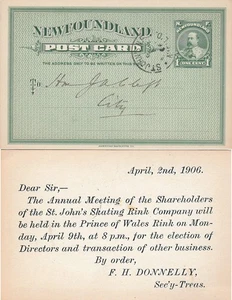 NEWFOUNDLAND.
POST CARD
THE ADDRESS ONLY TO BE WRITTEN ON THIS SIDE
ONE CENT
To
City
April, 2nd, 1906.
Dear Sir,—
The Annual Meeting of the Shareholders
of the St. John's Skating Rink Company will
be held in the Prince of Wales Rink on Mon-
day, April 9th, at 8 p.m., for the election of
Directors and transaction of other business.
By order,
F. H. DONNELLY,
Sec'y-Treas.